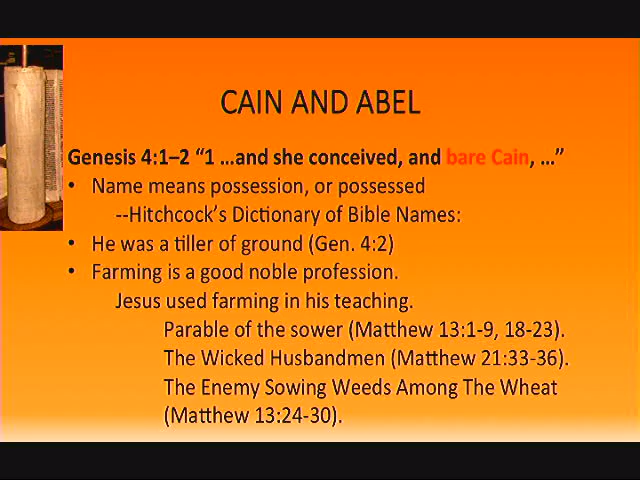 CAIN AND ABEL
Genesis 4:1–2 “1 …and she conceived, and bare Cain, …”
• Name means possession, or possessed
--Hitchcock’s Dictionary of Bible Names:
• He was a tiller of ground (Gen. 4:2)
• Farming is a good noble profession.
Jesus used farming in his teaching.
Parable of the sower (Matthew 13:1-9, 18-23).
The Wicked Husbandmen (Matthew 21:33-36).
The Enemy Sowing Weeds Among The Wheat
(Matthew 13:24-30).